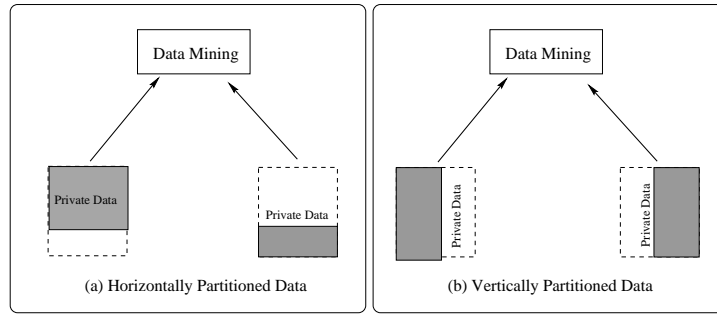 Data Mining
Private Data
Private Data
(a) Horizontally Partitioned Data
Data Mining
Private Data
Private Data
(b) Vertically Partitioned Data